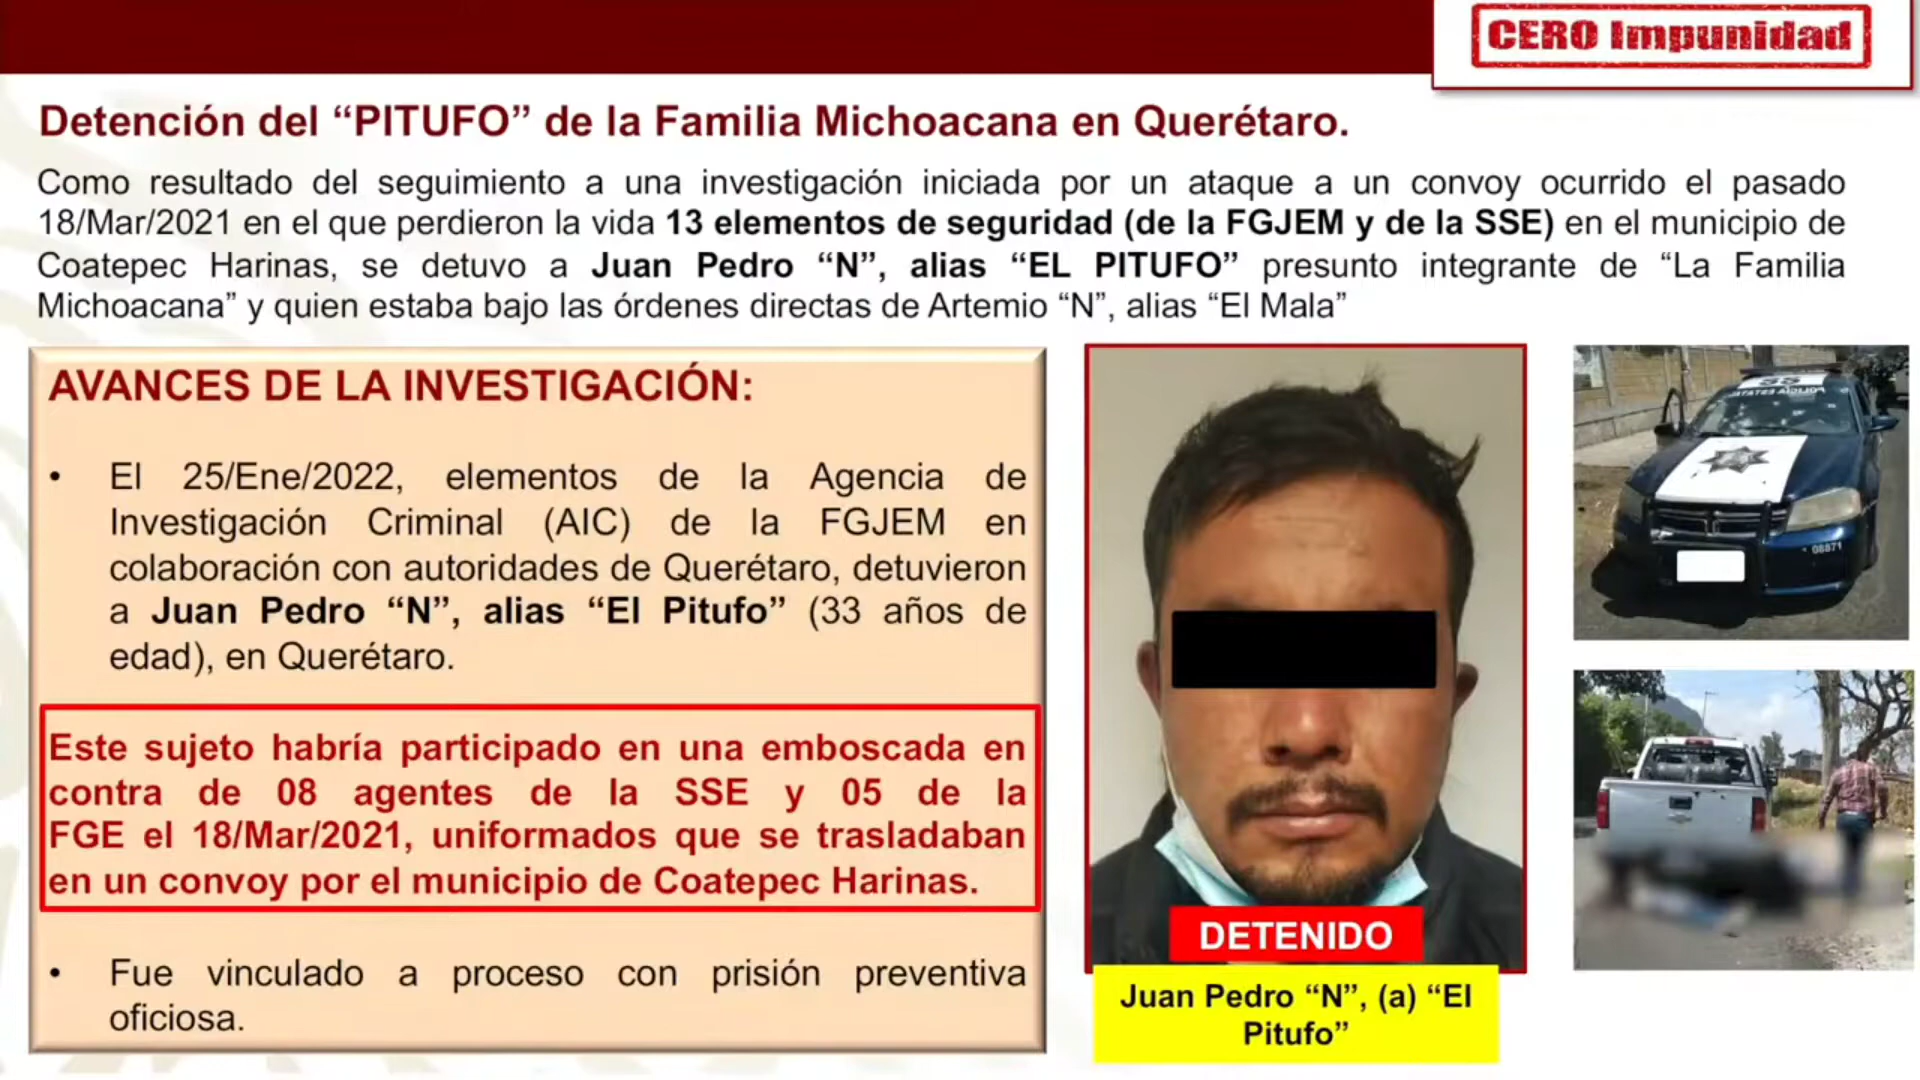 CERO Impunidad
Detención del “PITUFO” de la Familia Michoacana en Querétaro.
Como resultado del seguimiento a una investigación iniciada por un ataque a un convoy ocurrido el pasado
18/Mar/2021 en el que perdieron la vida 13 elementos de seguridad (de la FGJEM y de la SSE) en el municipio de
Coatepec Harinas, se detuvo a Juan Pedro “N”, alias “EL PITUFO” presunto integrante de “La Familia
Michoacana” y quien estaba bajo las órdenes directas de Artemio “N”, alias “El Mala”
AVANCES DE LA INVESTIGACIÓN:
• El 25/Ene/2022, elementos de la Agencia de
Investigación Criminal (AIC) de la FGJEM en
colaboración con autoridades de Querétaro, detuvieron
a Juan Pedro “N”, alias “El Pitufo” (33 años de
edad), en Querétaro.
Este sujeto habría participado en una emboscada en
contra de 08 agentes de la SSE y 05 de la
FGE el 18/Mar/2021, uniformados que se trasladaban
en un convoy por el municipio de Coatepec Harinas.
• Fue vinculado a proceso con prisión preventiva
oficiosa.
DETENIDO
Juan Pedro “N”, (a) “El
Pitufo”
POLICIA ESTATAL
08871